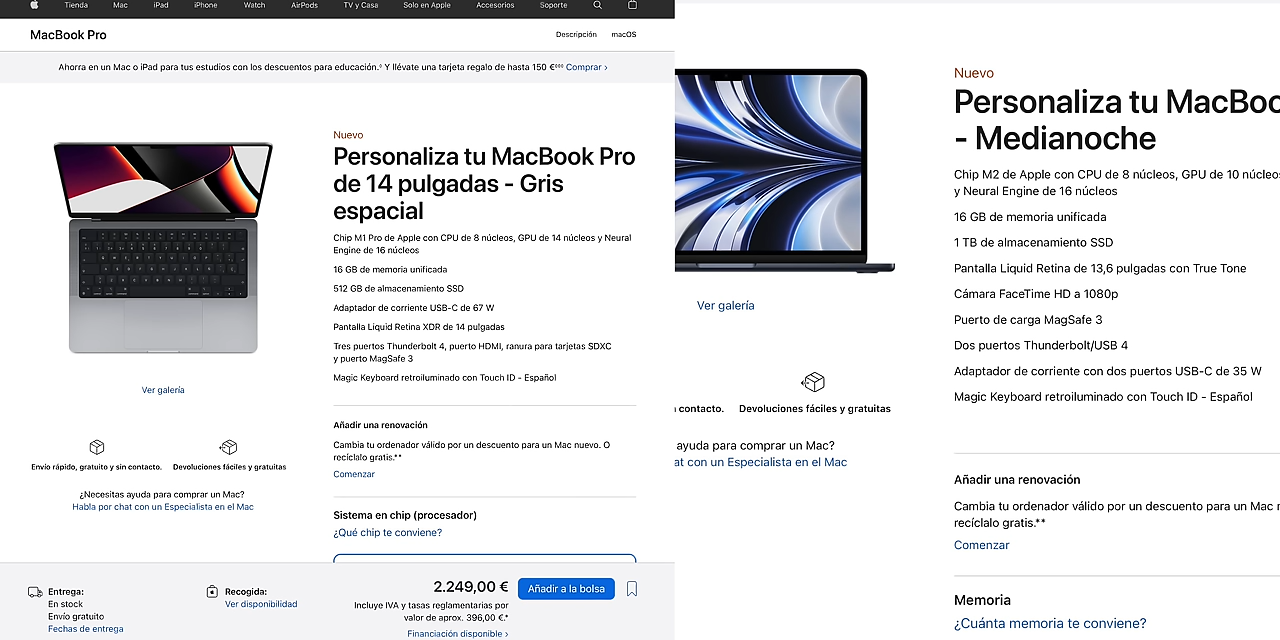 Tienda Mac iPad iPhone Watch AirPods TV y Casa Solo en Apple Accesorios Soporte
MacBook Pro
Descripción macOS
Ahorra en un Mac o iPad para tus estudios con los descuentos para educación.◊ Y llévate una tarjeta regalo de hasta 150 €◊◊◊ Comprar ›
Nuevo
Personaliza tu MacBook Pro
de 14 pulgadas - Gris
espacial
Chip M1 Pro de Apple con CPU de 8 núcleos, GPU de 14 núcleos y Neural
Engine de 16 núcleos
16 GB de memoria unificada
512 GB de almacenamiento SSD
Adaptador de corriente USB-C de 67 W
Pantalla Liquid Retina XDR de 14 pulgadas
Tres puertos Thunderbolt 4, puerto HDMI, ranura para tarjetas SDXC
y puerto MagSafe 3
Magic Keyboard retroiluminado con Touch ID - Español
Ver galería
Envío rápido, gratuito y sin contacto. Devoluciones fáciles y gratuitas
¿Necesitas ayuda para comprar un Mac?
Habla por chat con un Especialista en el Mac
Añadir una renovación
Cambia tu ordenador válido por un descuento para un Mac nuevo. O
recíclalo gratis.**
Comenzar
Sistema en chip (procesador)
¿Qué chip te conviene?
Entrega:
En stock
Envío gratuito
Fechas de entrega
Recogida:
Ver disponibilidad
2.249,00 €
Incluye IVA y tasas reglamentarias por
valor de aprox. 396,00 €.*
Financiación disponible ›
Añadir a la bolsa
Nuevo
Personaliza tu MacBoo
- Medianoche
Chip M2 de Apple con CPU de 8 núcleos, GPU de 10 núcleos
y Neural Engine de 16 núcleos
16 GB de memoria unificada
1 TB de almacenamiento SSD
Pantalla Liquid Retina de 13,6 pulgadas con True Tone
Cámara FaceTime HD a 1080p
Puerto de carga MagSafe 3
Dos puertos Thunderbolt/USB 4
Adaptador de corriente con dos puertos USB-C de 35 W
Magic Keyboard retroiluminado con Touch ID - Español
Ver galería
contacto. Devoluciones fáciles y gratuitas
ayuda para comprar un Mac?
at con un Especialista en el Mac
Añadir una renovación
Cambia tu ordenador válido por un descuento para un Mac
recíclalo gratis.**
Comenzar
Memoria
¿Cuánta memoria te conviene?